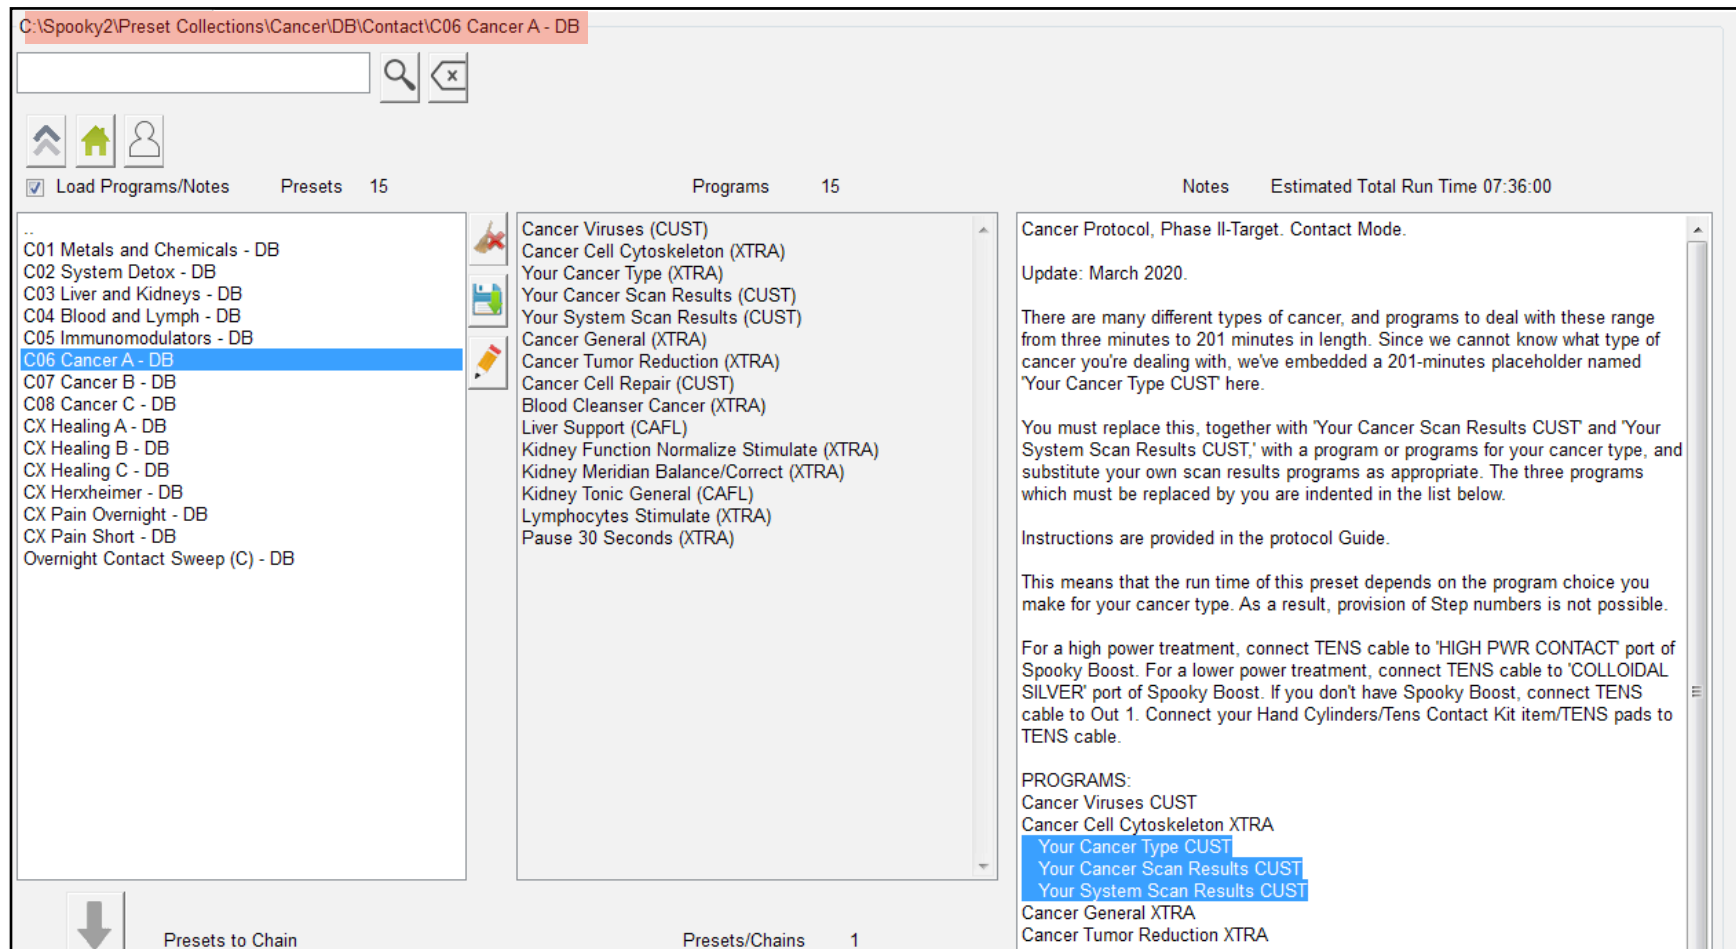 C:\Spooky2\Preset Collections\Cancer\DB\Contact\C06 Cancer A - DB
Load Programs/Notes
Presets 15
Programs 15
Notes
Estimated Total Run Time 07:36:00
..
C01 Metals and Chemicals - DB
C02 System Detox - DB
C03 Liver and Kidneys - DB
C04 Blood and Lymph - DB
C05 Immunomodulators - DB
C06 Cancer A - DB
C07 Cancer B - DB
C08 Cancer C - DB
CX Healing A - DB
CX Healing B - DB
CX Healing C - DB
CX Herxheimer - DB
CX Pain Overnight - DB
CX Pain Short - DB
Overnight Contact Sweep (C) - DB
Cancer Viruses (CUST)
Cancer Cell Cytoskeleton (XTRA)
Your Cancer Type (XTRA)
Your Cancer Scan Results (CUST)
Your System Scan Results (CUST)
Cancer General (XTRA)
Cancer Tumor Reduction (XTRA)
Cancer Cell Repair (CUST)
Blood Cleanser Cancer (XTRA)
Liver Support (CAFL)
Kidney Function Normalize Stimulate (XTRA)
Kidney Meridian Balance/Correct (XTRA)
Kidney Tonic General (CAFL)
Lymphocytes Stimulate (XTRA)
Pause 30 Seconds (XTRA)
Cancer Protocol, Phase II-Target. Contact Mode.
Update: March 2020.
There are many different types of cancer, and programs to deal with these range
from three minutes to 201 minutes in length. Since we cannot know what type of
cancer you're dealing with, we've embedded a 201-minutes placeholder named
'Your Cancer Type CUST' here.
You must replace this, together with 'Your Cancer Scan Results CUST' and 'Your
System Scan Results CUST,' with a program or programs for your cancer type, and
substitute your own scan results programs as appropriate. The three programs
which must be replaced by you are indented in the list below.
Instructions are provided in the protocol Guide.
This means that the run time of this preset depends on the program choice you
make for your cancer type. As a result, provision of Step numbers is not possible.
For a high power treatment, connect TENS cable to 'HIGH PWR CONTACT' port of
Spooky Boost. For a lower power treatment, connect TENS cable to 'COLLOIDAL
SILVER' port of Spooky Boost. If you don't have Spooky Boost, connect TENS
cable to Out 1. Connect your Hand Cylinders/Tens Contact Kit item/TENS pads to
TENS cable.
PROGRAMS:
Cancer Viruses CUST
Cancer Cell Cytoskeleton XTRA
Your Cancer Type CUST
Your Cancer Scan Results CUST
Your System Scan Results CUST
Cancer General XTRA
Cancer Tumor Reduction XTRA
Presets to Chain
Presets/Chains 1